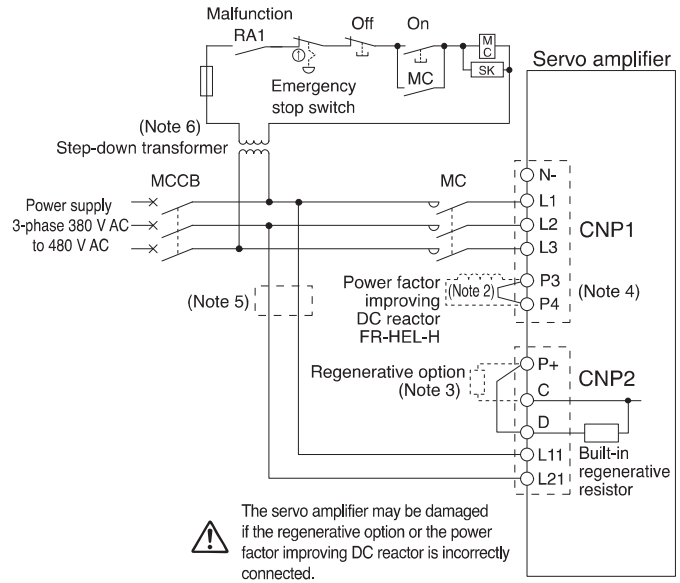 Malfunction
RA1
Off
On
MC
SK
MC
Emergency
stop switch
Servo amplifier
(Note 6)
Step-down transformer
MCCB
MC
Power supply
3-phase 380 V AC
to 480 V AC
N-
L1
L2
L3
CNP1
(Note 5)
Power factor
improving
DC reactor
FR-HEL-H
(Note 2)
P3
P4
(Note 4)
Regenerative option
(Note 3)
P+
C
D
L11
L21
CNP2
Built-in
regenerative
resistor
The servo amplifier may be damaged
if the regenerative option or the power
factor improving DC reactor is incorrectly
connected.